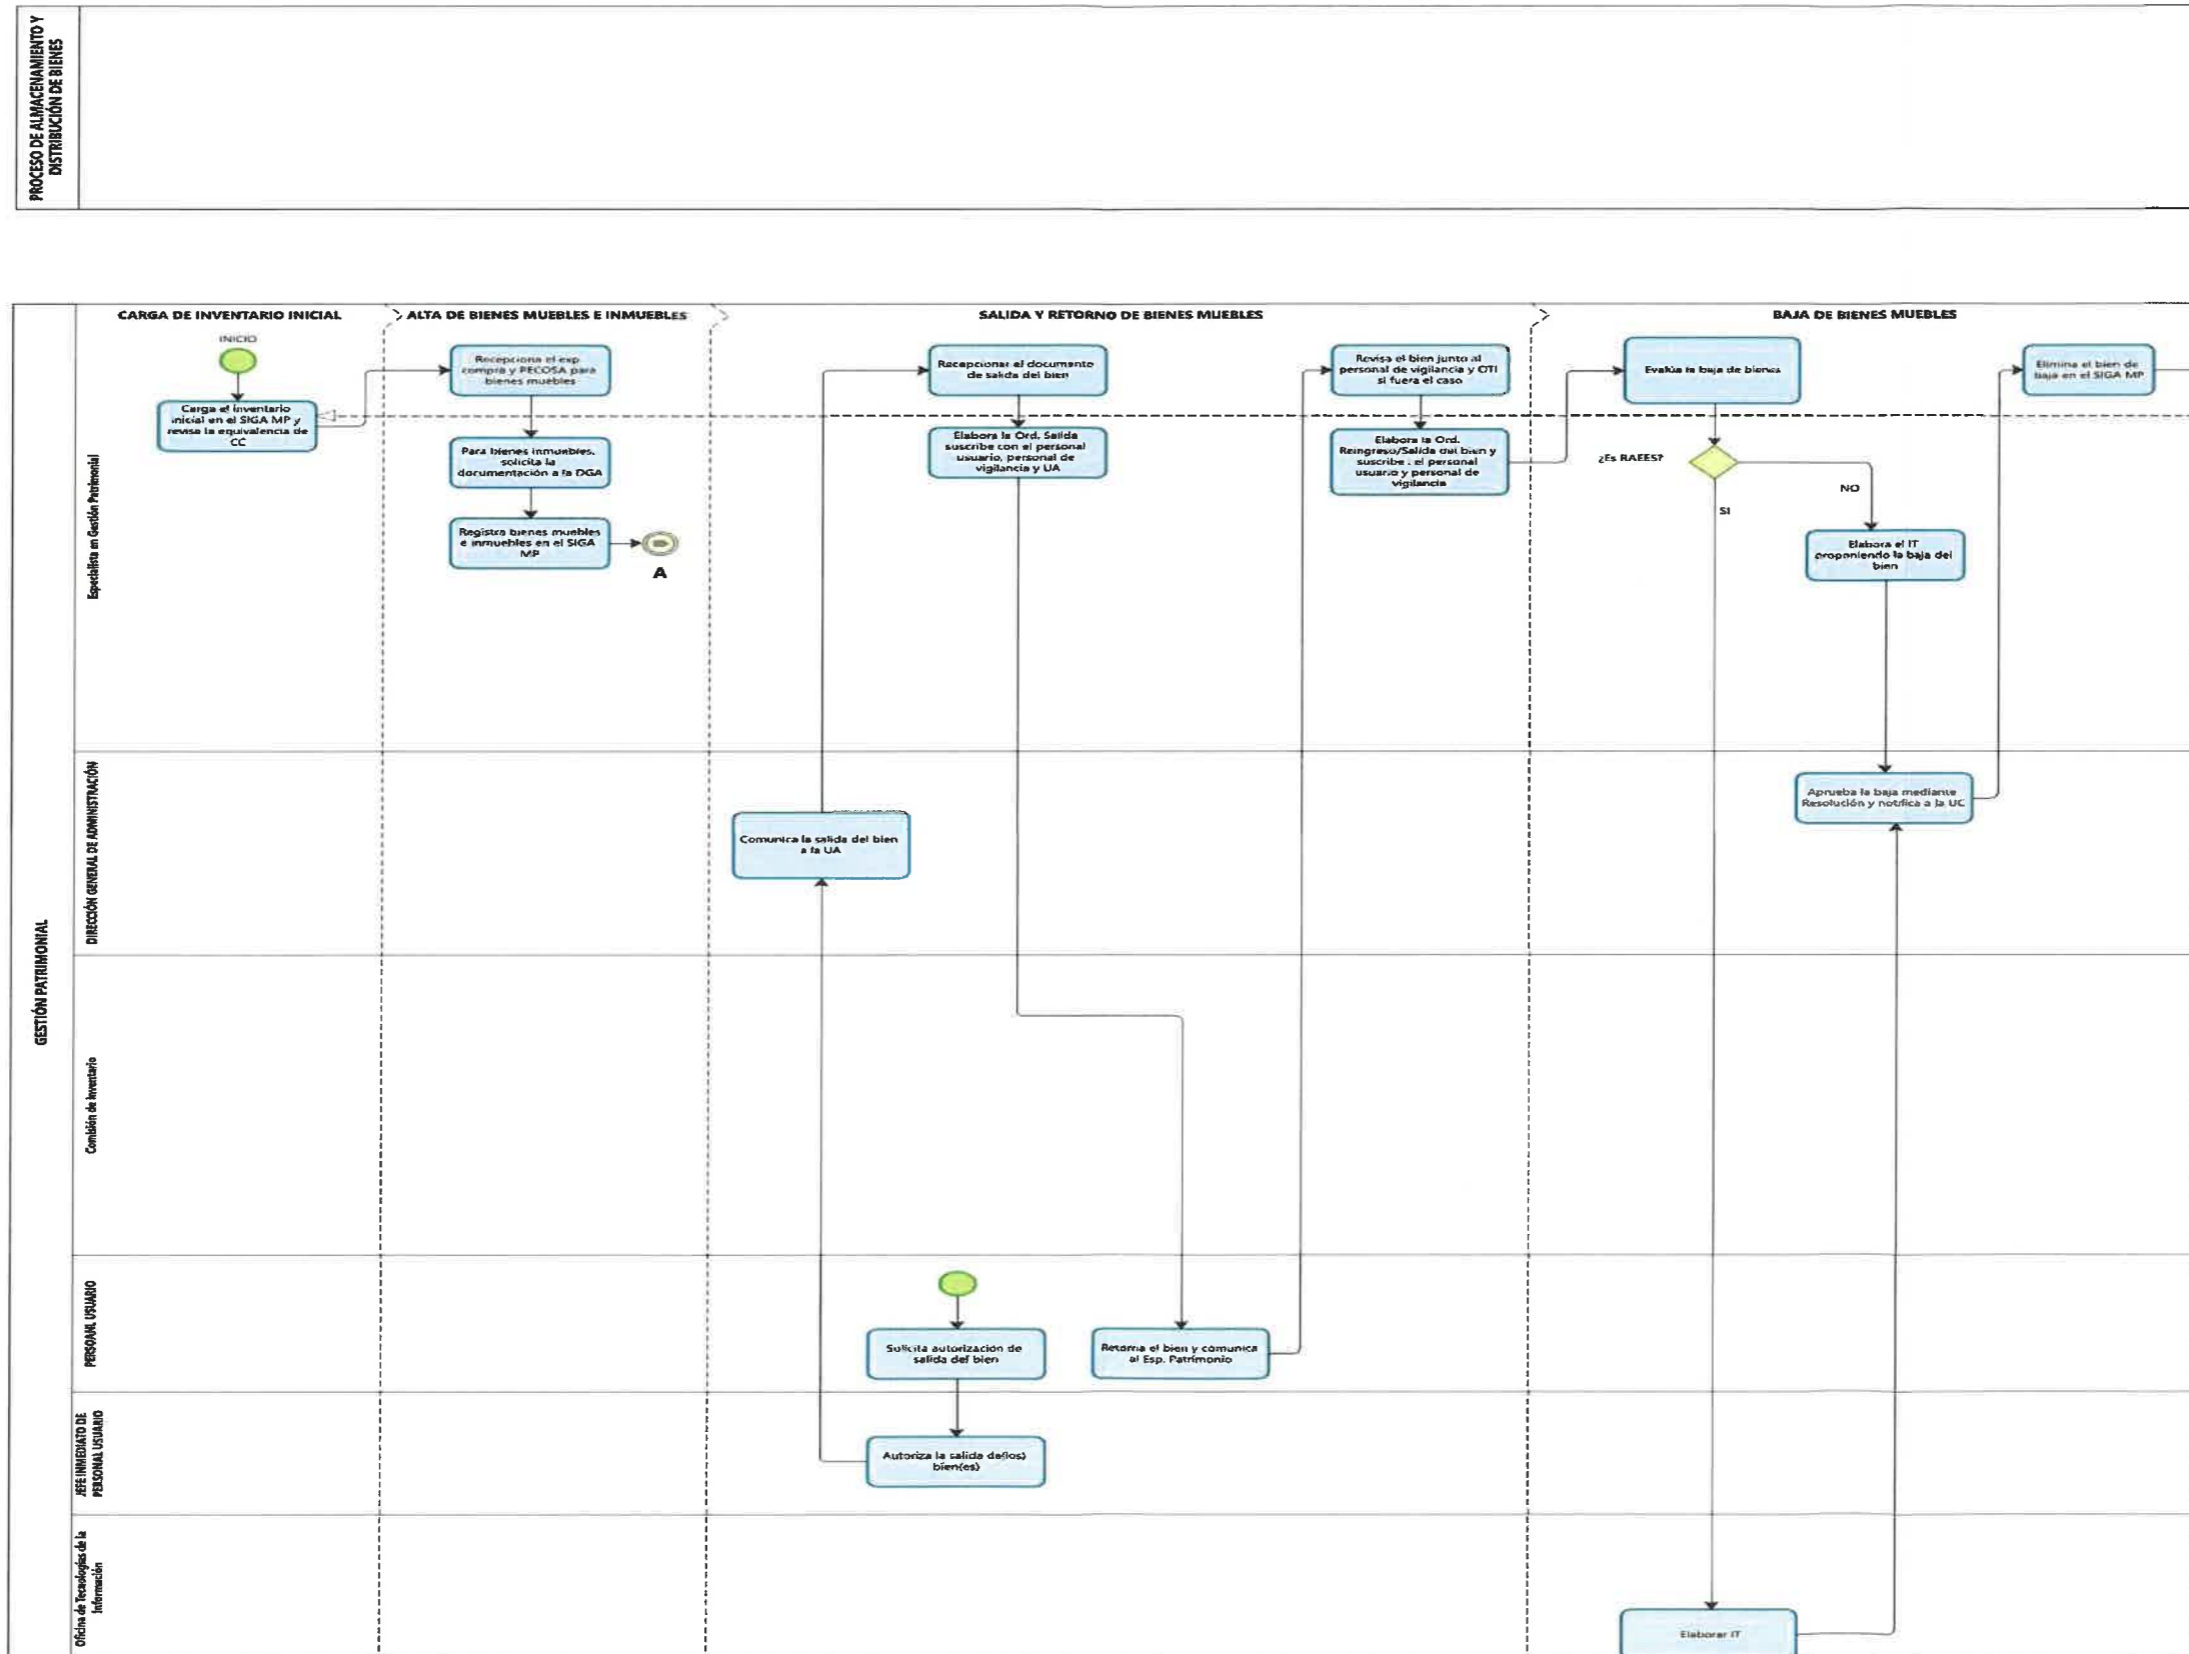 PROCESO DE ALMACENAMIENTO Y
DISTRIBUCIÓN DE BIENES
GESTIÓN PATRIMONIAL
CARGA DE INVENTARIO INICIAL
ALTA DE BIENES MUEBLES E INMUEBLES
SALIDA Y RETORNO DE BIENES MUEBLES
BAJA DE BIENES MUEBLES
Especialista en Gestión Patrimonial
INICIO
Carga el inventario
inicial en el SIGA MP y
revisa la equivalencia de
CC
Recepciona el exp
compra y PECOSA para
bienes muebles
Para bienes inmuebles,
solicita la
documentación a la DGA
Registra bienes muebles
e inmuebles en el SIGA
MP
A
Recepcionar el documento
de salida del bien
Elabora la Ord. Salida
suscribe con el personal
usuario, personal de
vigilancia y UA
Revisa el bien junto al
personal de vigilancia y OTI
si fuera el caso
Elabora la Ord.
Reingreso/Salida del bien y
suscribe : el personal
usuario y personal de
vigilancia
Evalúa la baja de bienes
¿Es RAEES?
NO
SI
Elabora el IT
proponiendo la baja del
bien
Elimina el bien de
baja en el SIGA MP
DIRECCIÓN GENERAL DE ADMINISTRACIÓN
Comunica la salida del bien
a la UA
Aprueba la baja mediante
Resolución y notifica a la UC
Comisión de Inventario
PERSOANL USUARIO
Solicita autorización de
salida del bien
Retorna el bien y comunica
al Esp. Patrimonio
JEFE INMEDIATO DE
PERSONAL USUARIO
Autoriza la salida de(los)
bien(es)
Oficina de Tecnologías de la
Información
Elaborar IT